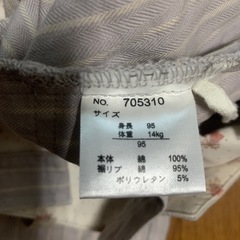 NO. 705310
サイズ
身長 95
体重 14kg
95
本体 綿 100%
裾リブ 綿 95%
ポリウレタン 5%